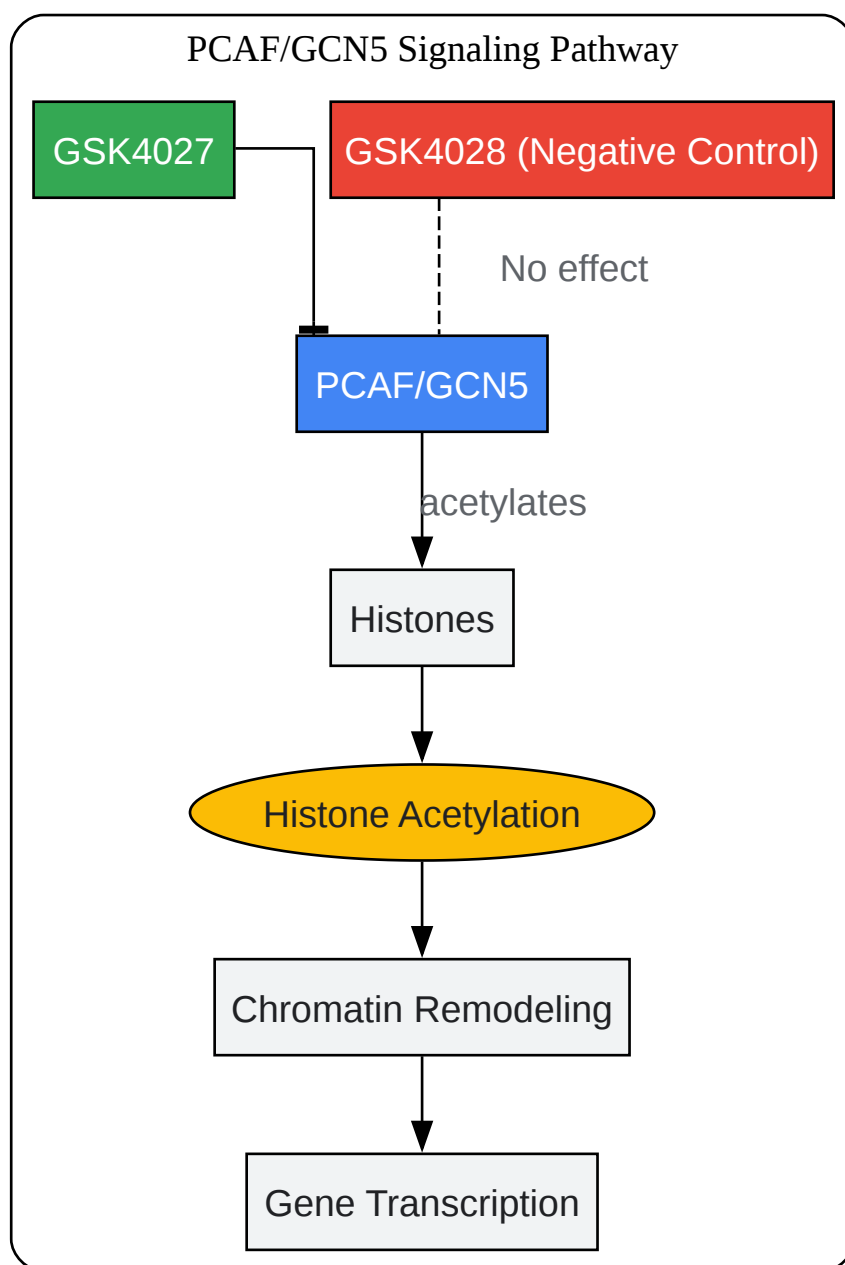 PCAF/GCN5 Signaling Pathway
GSK4027
GSK4028 (Negative Control)
No effect
PCAF/GCN5
acetylates
Histones
Histone Acetylation
Chromatin Remodeling
Gene Transcription